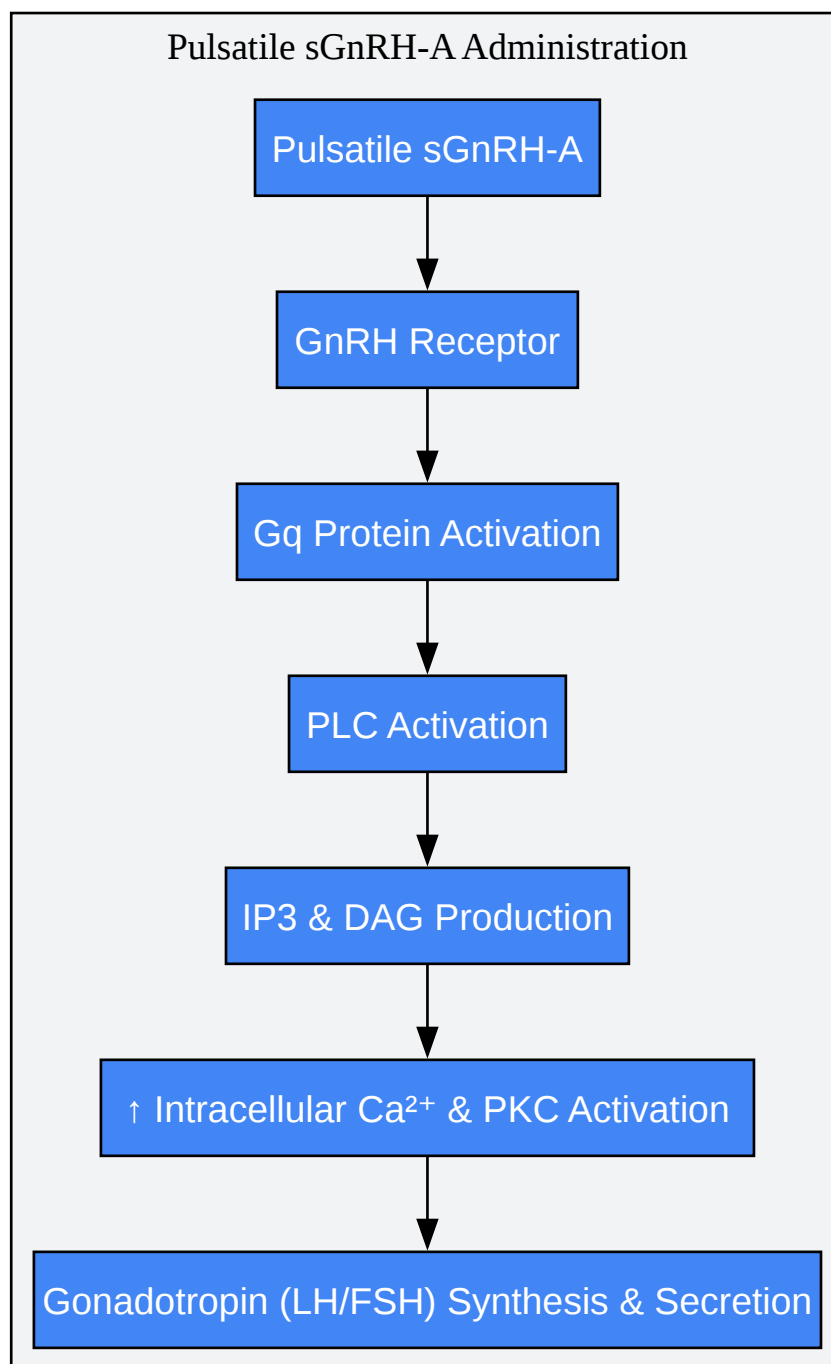 Pulsatile sGnRH-A Administration
Pulsatile sGnRH-A
GnRH Receptor
Gq Protein Activation
PLC Activation
IP3 & DAG Production
↑ Intracellular Ca²⁺ & PKC Activation
Gonadotropin (LH/FSH) Synthesis & Secretion